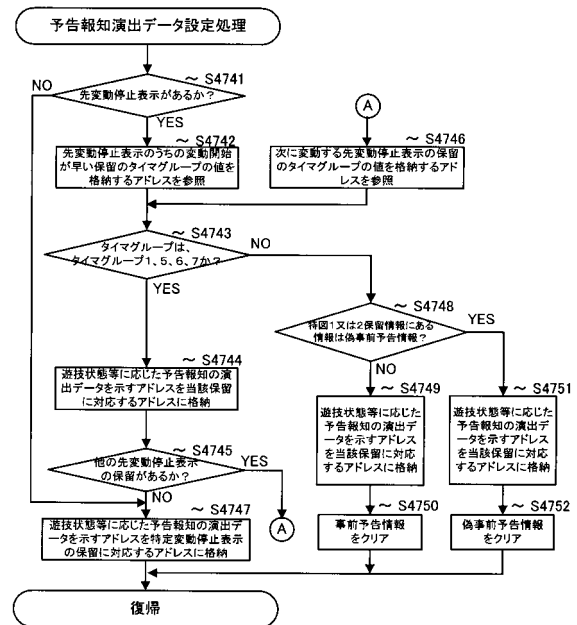 予告報知演出データ設定処理
～ S4741
NO
先変動停止表示があるか？
YES
～ S4742
先変動停止表示のうちの変動開始
が早い保留のタイマグループの値を
格納するアドレスを参照
A
～ S4746
次に変動する先変動停止表示の保留
のタイマグループの値を格納するアド
レスを参照
～ S4743
タイマグループは、
タイマグループ1、5、6、7か？
NO
YES
～ S4748
特図1又は2保留情報にある
情報は偽事前予告情報？
YES
NO
～ S4744
遊技状態等に応じた予告報知の演
出データを示すアドレスを当該保留
に対応するアドレスに格納
～ S4749
遊技状態等に応じた
予告報知の演出デー
タを示すアドレス
を当該保留に対応
するアドレスに格納
～ S4751
遊技状態等に応じた
予告報知の演出デー
タを示すアドレス
を当該保留に対応
するアドレスに格納
～ S4745
他の先変動停止表示
の保留があるか？
YES
NO
A
～ S4747
遊技状態等に応じた予告報知の演出デー
タを示すアドレスを特定変動停止表示
の保留に対応するアドレスに格納
～ S4750
事前予告情報
をクリア
～ S4752
偽事前予告情報
をクリア
復帰